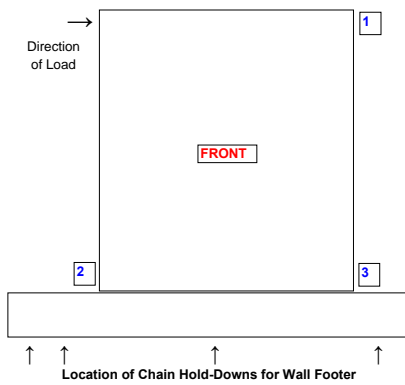 →
1
Direction
of Load
FRONT
2
3
↑ ↑ ↑ ↑
Location of Chain Hold-Downs for Wall Footer